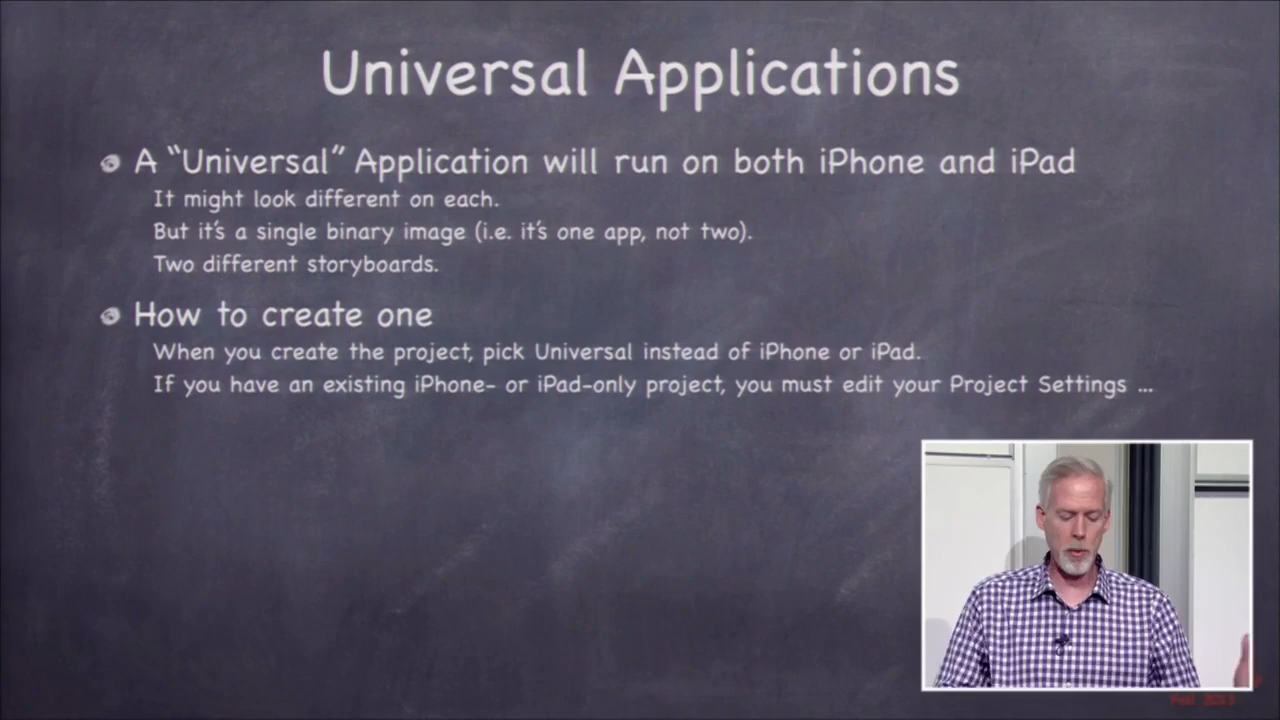 Universal Applications
A “Universal” Application will run on both iPhone and iPad
It might look different on each.
But it’s a single binary image (i.e. it’s one app, not two).
Two different storyboards.
How to create one
When you create the project, pick Universal instead of iPhone or iPad.
If you have an existing iPhone- or iPad-only project, you must edit your Project Settings ...